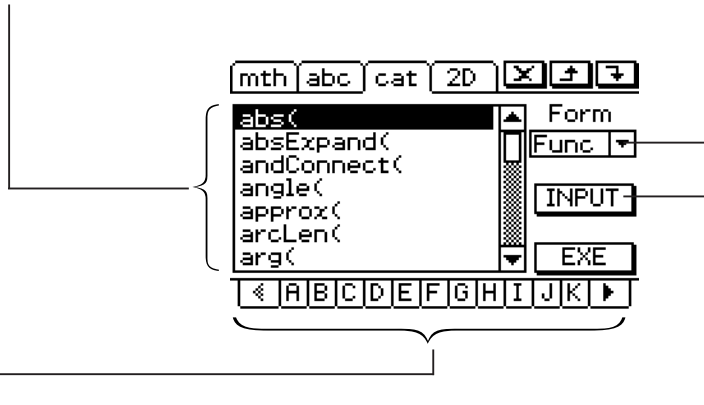 mth abc cat 2D
abs( Form
absExpand( Func
andConnect(
angle( INPUT
approx(
arcLen(
arg( EXE
A B C D E F G H I J K